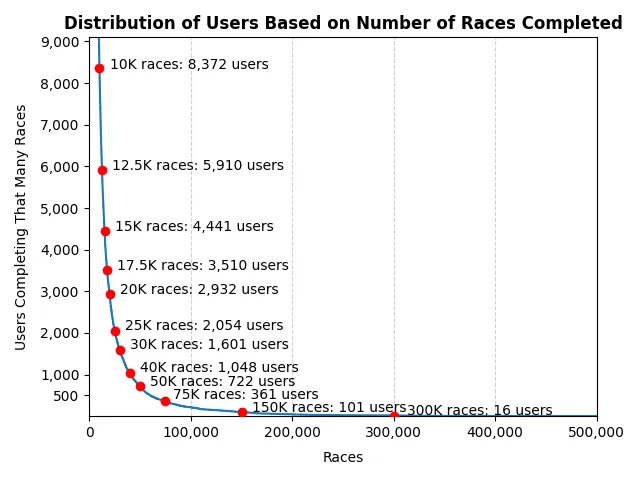 Distribution of Users Based on Number of Races Completed
9,000
8,000
7,000
6,000
5,000
4,000
3,000
2,000
1,000
500
Users Completing That Many Races
10K races: 8,372 users
12.5K races: 5,910 users
15K races: 4,441 users
17.5K races: 3,510 users
20K races: 2,932 users
25K races: 2,054 users
30K races: 1,601 users
40K races: 1,048 users
50K races: 722 users
75K races: 361 users
150K races: 101 users
300K races: 16 users
0
100,000
200,000
300,000
400,000
500,000
Races